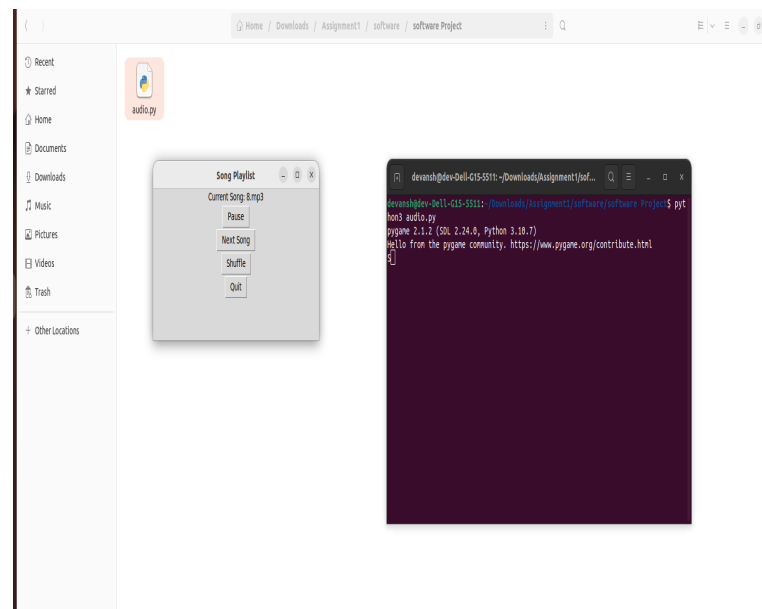 Home / Downloads / Assignment1 / software / software Project
Recent
Starred
Home
Documents
Downloads
Music
Pictures
Videos
Trash
+ Other Locations
audio.py
Song Playlist
Current Song: 8.mp3
Pause
Next Song
Shuffle
Quit
devansh@dev-Dell-G15-5511: ~/Downloads/Assignment1/sof...
devansh@dev-Dell-G15-5511:~/Downloads/Assignment1/software/software Project$ pyt
hon3 audio.py
pygame 2.1.2 (SDL 2.24.0, Python 3.10.7)
Hello from the pygame community. https://www.pygame.org/contribute.html
S